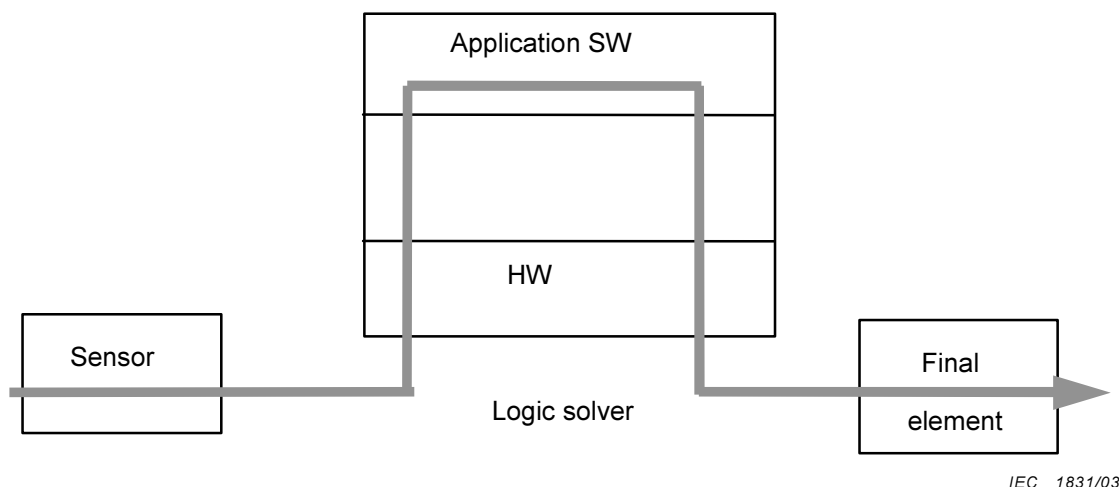 Application SW
HW
Sensor
Logic solver
Final
element
IEC 1831/03